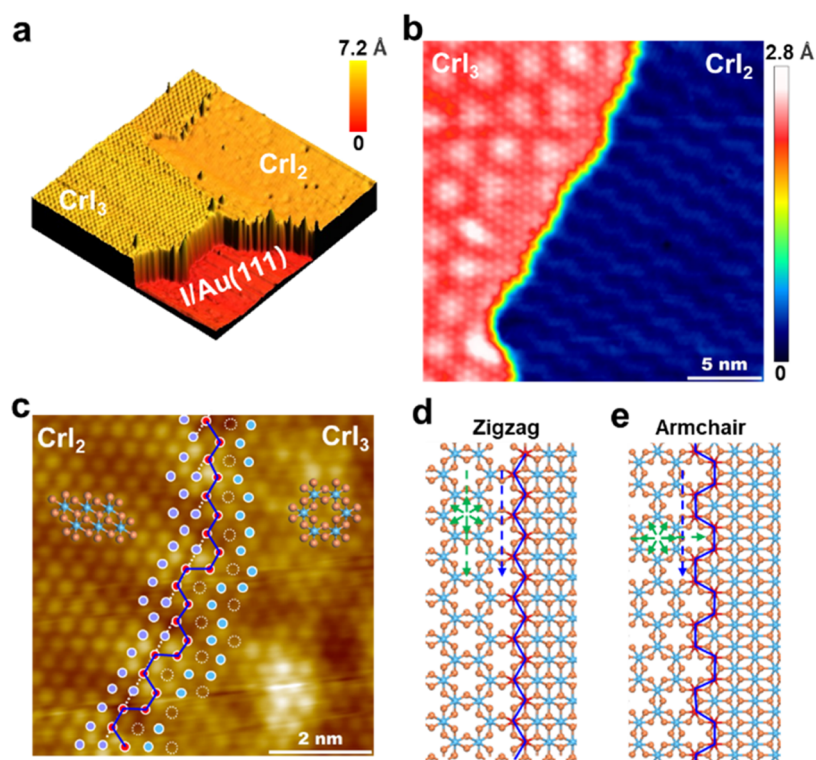 a
7.2 Å
0
CrI2
CrI3
I/Au(111)
b
CrI3
CrI2
2.8 Å
0
5 nm
c
CrI2
CrI3
2 nm
d
Zigzag
e
Armchair